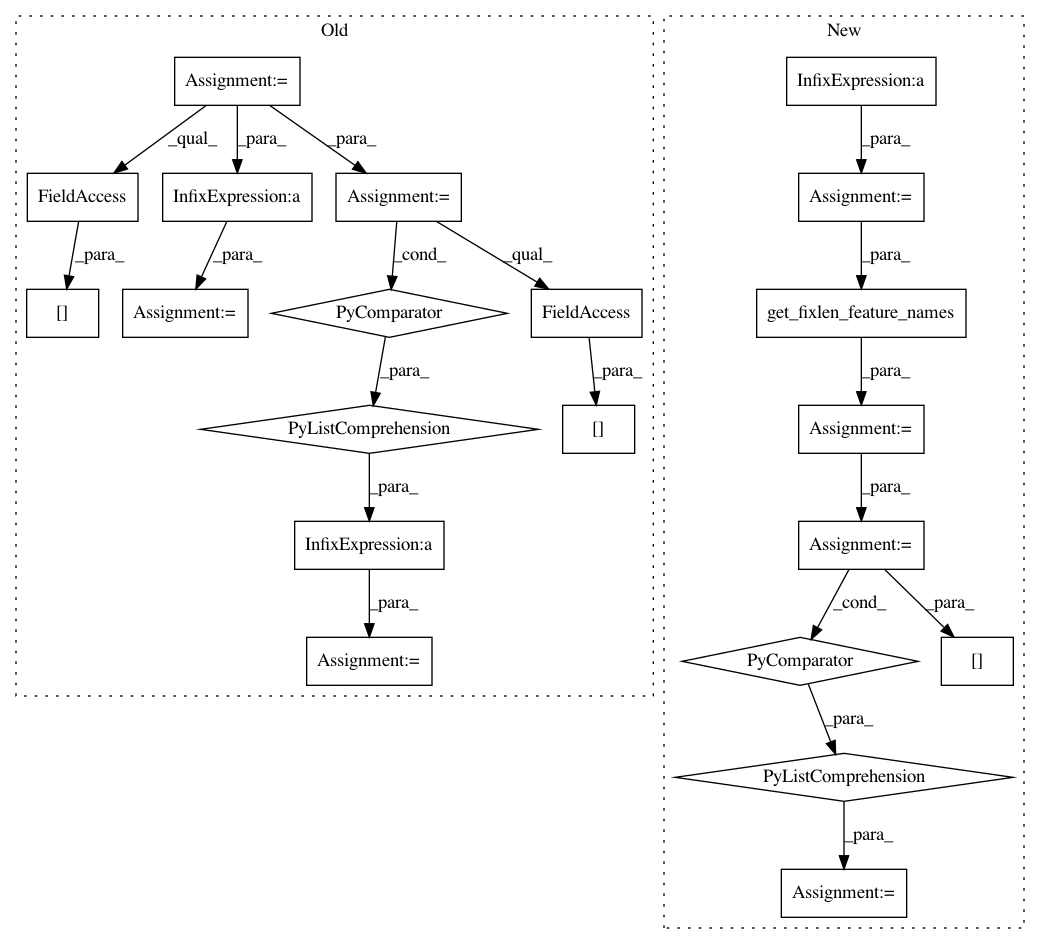 Old
Assignment:=
_qual_
_para_
_para_
FieldAccess
InfixExpression:a
Assignment:=
_para_
_para_
_cond_
_qual_
[]
Assignment:=
PyComparator
FieldAccess
_para_
_para_
PyListComprehension
[]
_para_
InfixExpression:a
_para_
Assignment:=
New
InfixExpression:a
_para_
Assignment:=
_para_
get_fixlen_feature_names
_para_
Assignment:=
_para_
Assignment:=
_cond_
_para_
PyComparator
[]
_para_
PyListComprehension
_para_
Assignment:=